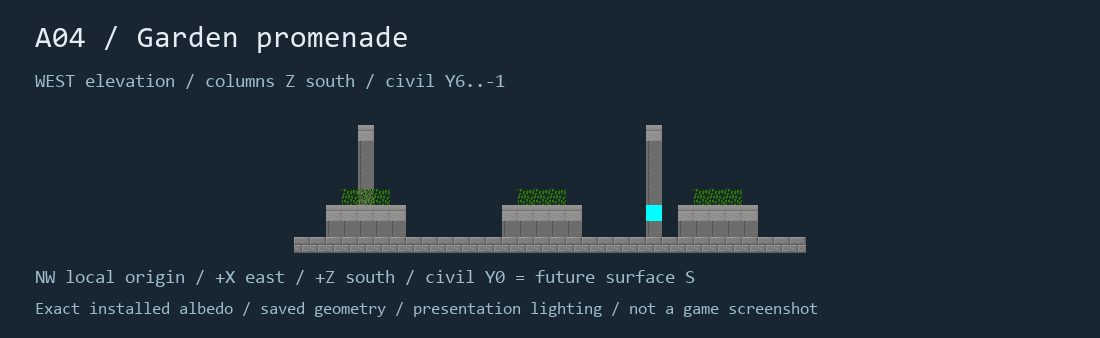 A04 / Garden promenade
WEST elevation / columns Z south / civil Y6..-1
NW local origin / +X east / +Z south / civil Y0 = future surface S
Exact installed albedo / saved geometry / presentation lighting / not a game screenshot